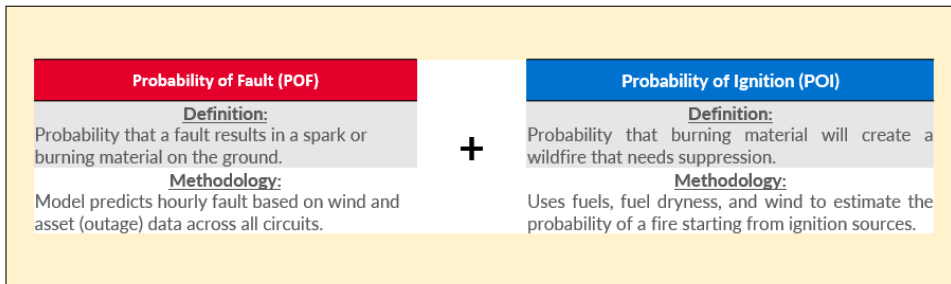 Probability of Fault (POF)
Definition:
Probability that a fault results in a spark or
burning material on the ground.
Methodology:
Model predicts hourly fault based on wind and
asset (outage) data across all circuits.
+
Probability of Ignition (POI)
Definition:
Probability that burning material will create a
wildfire that needs suppression.
Methodology:
Uses fuels, fuel dryness, and wind to estimate the
probability of a fire starting from ignition sources.